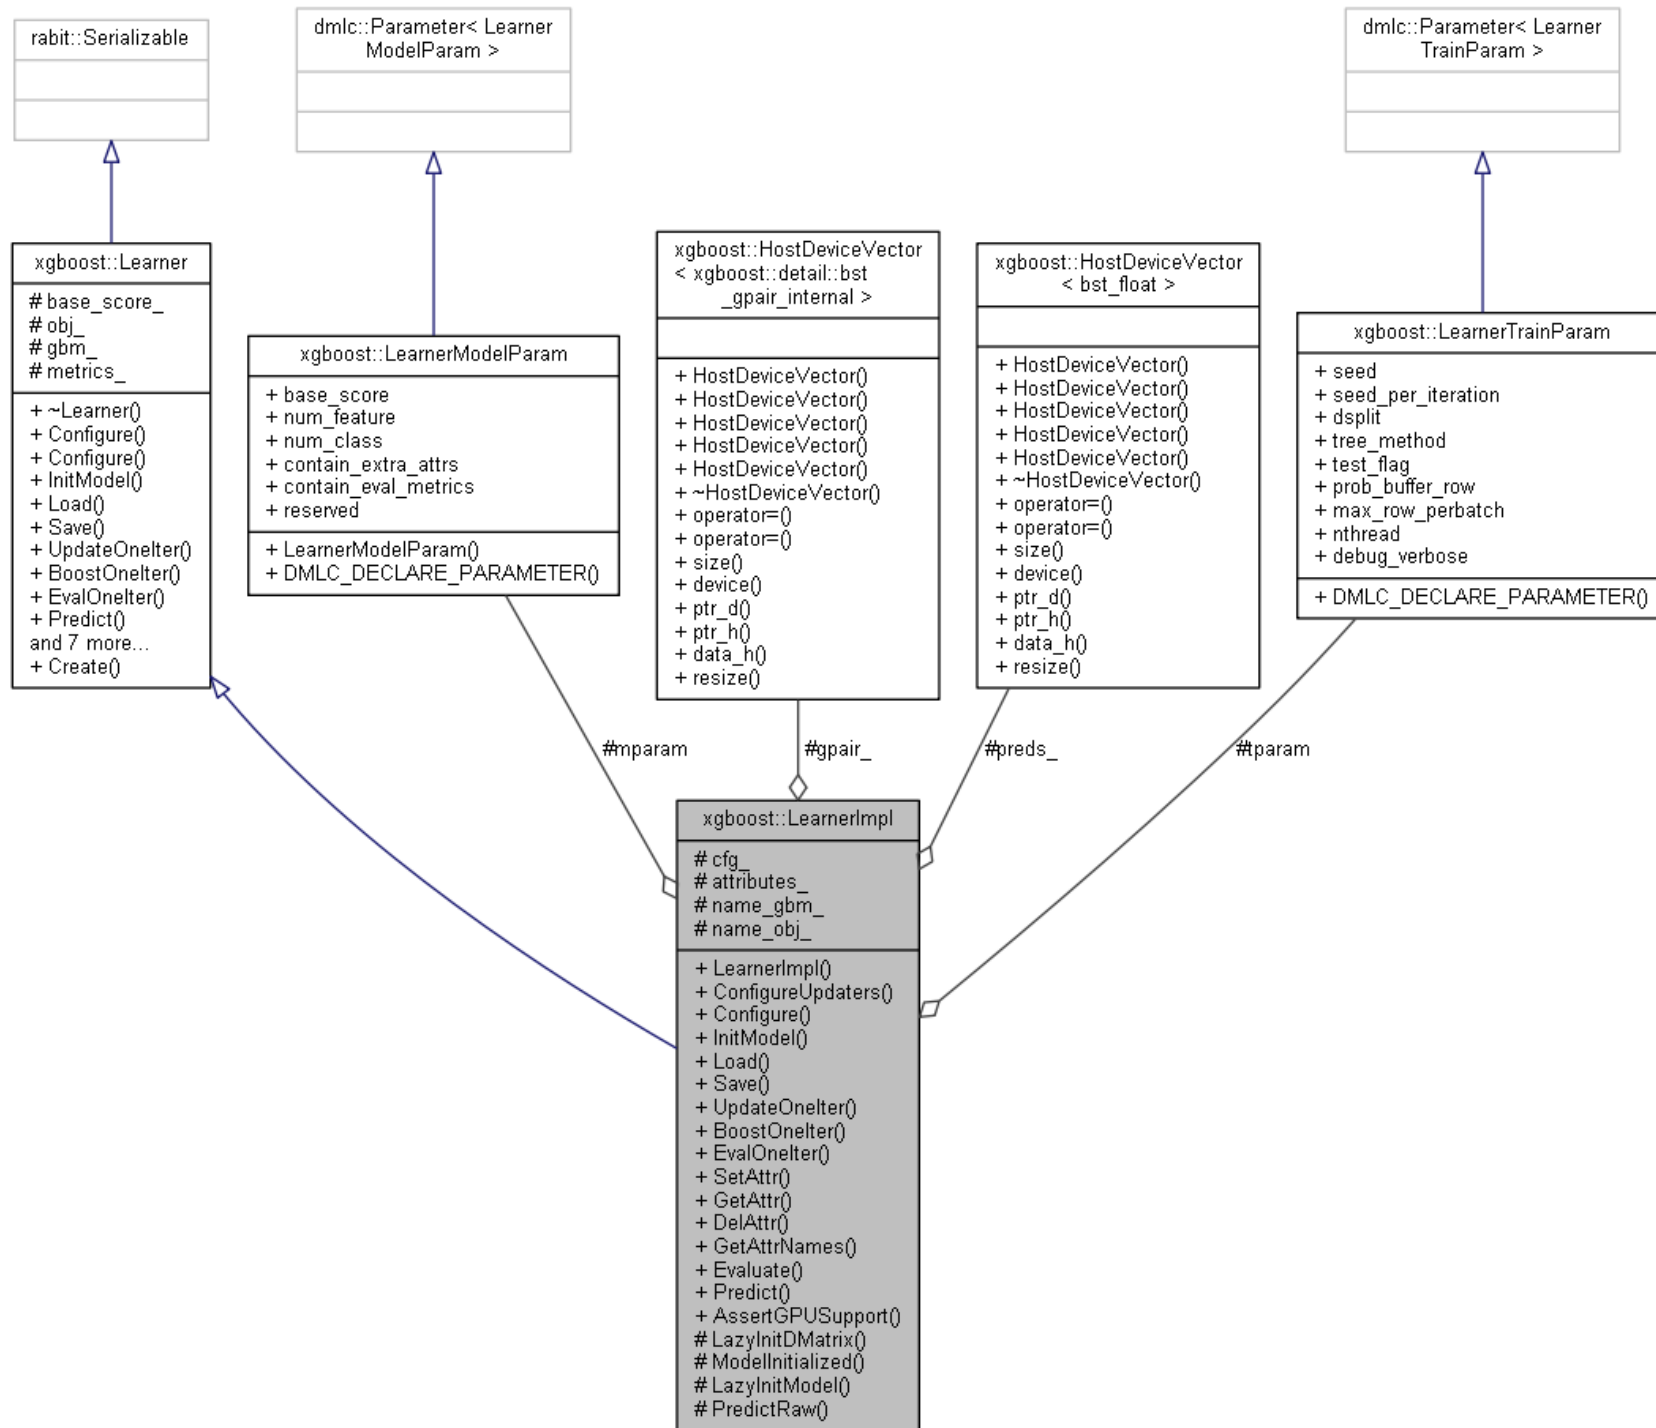 rabit::Serializable
dmlc::Parameter< Learner
ModelParam >
dmlc::Parameter< Learner
TrainParam >
xgboost::Learner
# base_score_
# obj_
# gbm_
# metrics_
+ ~Learner()
+ Configure()
+ Configure()
+ InitModel()
+ Load()
+ Save()
+ UpdateOneIter()
+ BoostOneIter()
+ EvalOneIter()
+ Predict()
and 7 more...
+ Create()
xgboost::LearnerModelParam
+ base_score
+ num_feature
+ num_class
+ contain_extra_attrs
+ contain_eval_metrics
+ reserved
+ LearnerModelParam()
+ DMLC_DECLARE_PARAMETER()
xgboost::HostDeviceVector
< xgboost::detail::bst
_gpair_internal >
+ HostDeviceVector()
+ HostDeviceVector()
+ HostDeviceVector()
+ HostDeviceVector()
+ HostDeviceVector()
+ ~HostDeviceVector()
+ operator=()
+ operator=()
+ size()
+ device()
+ ptr_d()
+ ptr_h()
+ data_h()
+ resize()
xgboost::HostDeviceVector
< bst_float >
+ HostDeviceVector()
+ HostDeviceVector()
+ HostDeviceVector()
+ HostDeviceVector()
+ HostDeviceVector()
+ ~HostDeviceVector()
+ operator=()
+ operator=()
+ size()
+ device()
+ ptr_d()
+ ptr_h()
+ data_h()
+ resize()
xgboost::LearnerTrainParam
+ seed
+ seed_per_iteration
+ dsplit
+ tree_method
+ test_flag
+ prob_buffer_row
+ max_row_perbatch
+ nthread
+ debug_verbose
+ DMLC_DECLARE_PARAMETER()
#mparam
#gpair_
#preds_
#tparam
xgboost::LearnerImpl
# cfg_
# attributes_
# name_gbm_
# name_obj_
+ LearnerImpl()
+ ConfigureUpdaters()
+ Configure()
+ InitModel()
+ Load()
+ Save()
+ UpdateOneIter()
+ BoostOneIter()
+ EvalOneIter()
+ SetAttr()
+ GetAttr()
+ DelAttr()
+ GetAttrNames()
+ Evaluate()
+ Predict()
+ AssertGPUSupport()
# LazyInitDMatrix()
# ModelInitialized()
# LazyInitModel()
# PredictRaw()